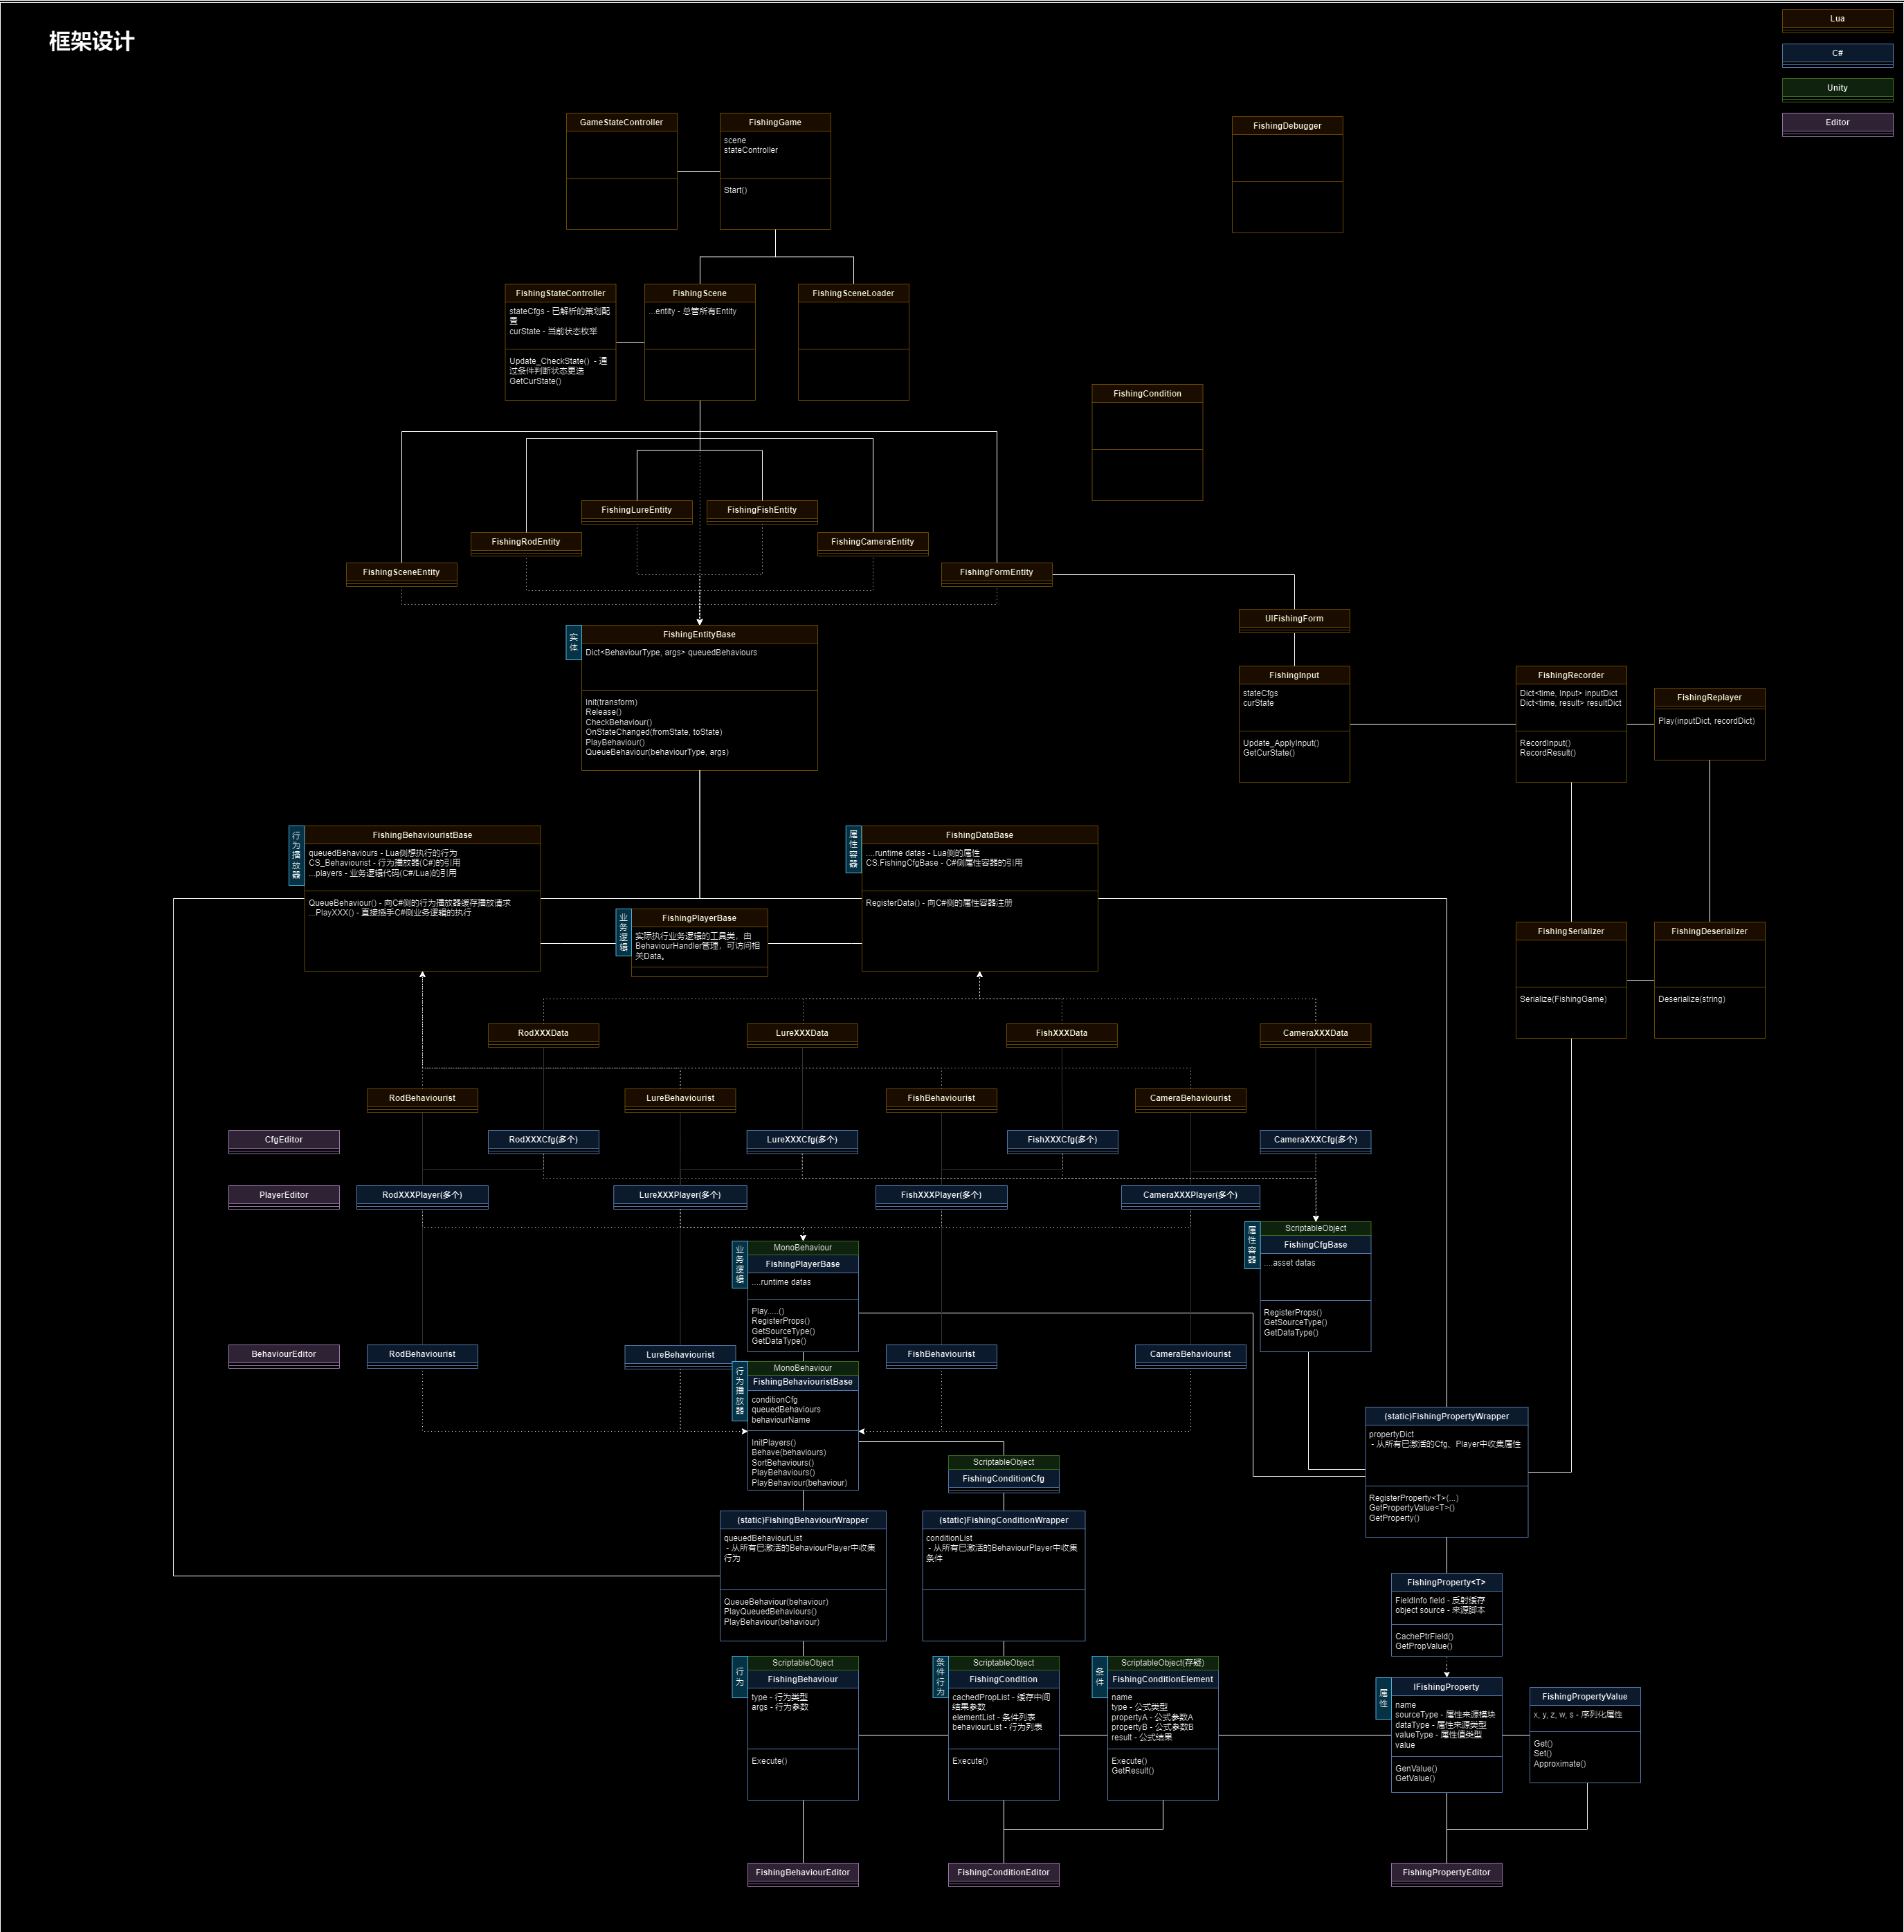 框架设计
Lua
C#
Unity
Editor
GameStateController
FishingGame
scene
stateController
Start()
FishingDebugger
FishingStateController
stateCfgs - 已解析的策划配
置
curState - 当前状态枚举
Update_CheckState()  - 通
过条件判断状态更迭
GetCurState()
FishingScene
...entity - 总管所有Entity
FishingSceneLoader
FishingCondition
FishingLureEntity
FishingFishEntity
FishingRodEntity
FishingCameraEntity
FishingSceneEntity
FishingFormEntity
UIFishingForm
实体
FishingEntityBase
Dict<BehaviourType, args> queuedBehaviours
Init(transform)
Release()
CheckBehaviour()
OnStateChanged(fromState, toState)
PlayBehaviour()
QueueBehaviour(behaviourType, args)
FishingInput
stateCfgs
curState
Update_ApplyInput()
GetCurState()
FishingRecorder
Dict<time, Input> inputDict
Dict<time, result> resultDict
RecordInput()
RecordResult()
FishingReplayer
Play(inputDict, recordDict)
行为播放器
FishingBehaviouristBase
queuedBehaviours - Lua侧想执行的行为
CS_Behaviourist - 行为播放器(C#)的引用
...players - 业务逻辑代码(C#/Lua)的引用
QueueBehaviour() - 向C#侧的行为播放器缓存播放请求
...PlayXXX() - 直接插手C#侧业务逻辑的执行
业务逻辑
FishingPlayerBase
实际执行业务逻辑的工具类，由
BehaviourHandler管理，可访问相
关Data。
属性容器
FishingDataBase
....runtime datas - Lua侧的属性
CS.FishingCfgBase - C#侧属性容器的引用
RegisterData() - 向C#侧的属性容器注册
FishingSerializer
Serialize(FishingGame)
FishingDeserializer
Deserialize(string)
RodXXXData
LureXXXData
FishXXXData
CameraXXXData
RodBehaviourist
LureBehaviourist
FishBehaviourist
CameraBehaviourist
CfgEditor
RodXXXCfg(多个)
LureXXXCfg(多个)
FishXXXCfg(多个)
CameraXXXCfg(多个)
PlayerEditor
RodXXXPlayer(多个)
LureXXXPlayer(多个)
FishXXXPlayer(多个)
CameraXXXPlayer(多个)
业务逻辑
MonoBehaviour
FishingPlayerBase
....runtime datas
Play.....()
RegisterProps()
GetSourceType()
GetDataType()
属性容器
ScriptableObject
FishingCfgBase
....asset datas
RegisterProps()
GetSourceType()
GetDataType()
BehaviourEditor
RodBehaviourist
LureBehaviourist
FishBehaviourist
CameraBehaviourist
行为播放器
MonoBehaviour
FishingBehaviouristBase
conditionCfg
queuedBehaviours
behaviourName
InitPlayers()
Behave(behaviours)
SortBehaviours()
PlayBehaviours()
PlayBehaviour(behaviour)
ScriptableObject
FishingConditionCfg
(static)FishingPropertyWrapper
propertyDict
- 从所有已激活的Cfg、Player中收集属性
RegisterProperty<T>(...)
GetPropertyValue<T>()
GetProperty()
(static)FishingBehaviourWrapper
queuedBehaviourList
- 从所有已激活的BehaviourPlayer中收集
行为
QueueBehaviour(behaviour)
PlayQueuedBehaviours()
PlayBehaviour(behaviour)
(static)FishingConditionWrapper
conditionList
- 从所有已激活的BehaviourPlayer中收集
条件
FishingProperty<T>
FieldInfo field - 反射缓存
object source - 来源脚本
CachePtrField()
GetPropValue()
行为
ScriptableObject
FishingBehaviour
type - 行为类型
args - 行为参数
Execute()
条件行为
ScriptableObject
FishingCondition
cachedPropList - 缓存中间
结果参数
elementList - 条件列表
behaviourList - 行为列表
Execute()
条件
ScriptableObject(存疑)
FishingConditionElement
name
type - 公式类型
propertyA - 公式参数A
propertyB - 公式参数B
result - 公式结果
Execute()
GetResult()
属性
IFishingProperty
name
sourceType - 属性来源模块
dataType - 属性来源类型
valueType - 属性值类型
value
GenValue()
GetValue()
FishingPropertyValue
x, y, z, w, s - 序列化属性
Get()
Set()
Approximate()
FishingBehaviourEditor
FishingConditionEditor
FishingPropertyEditor